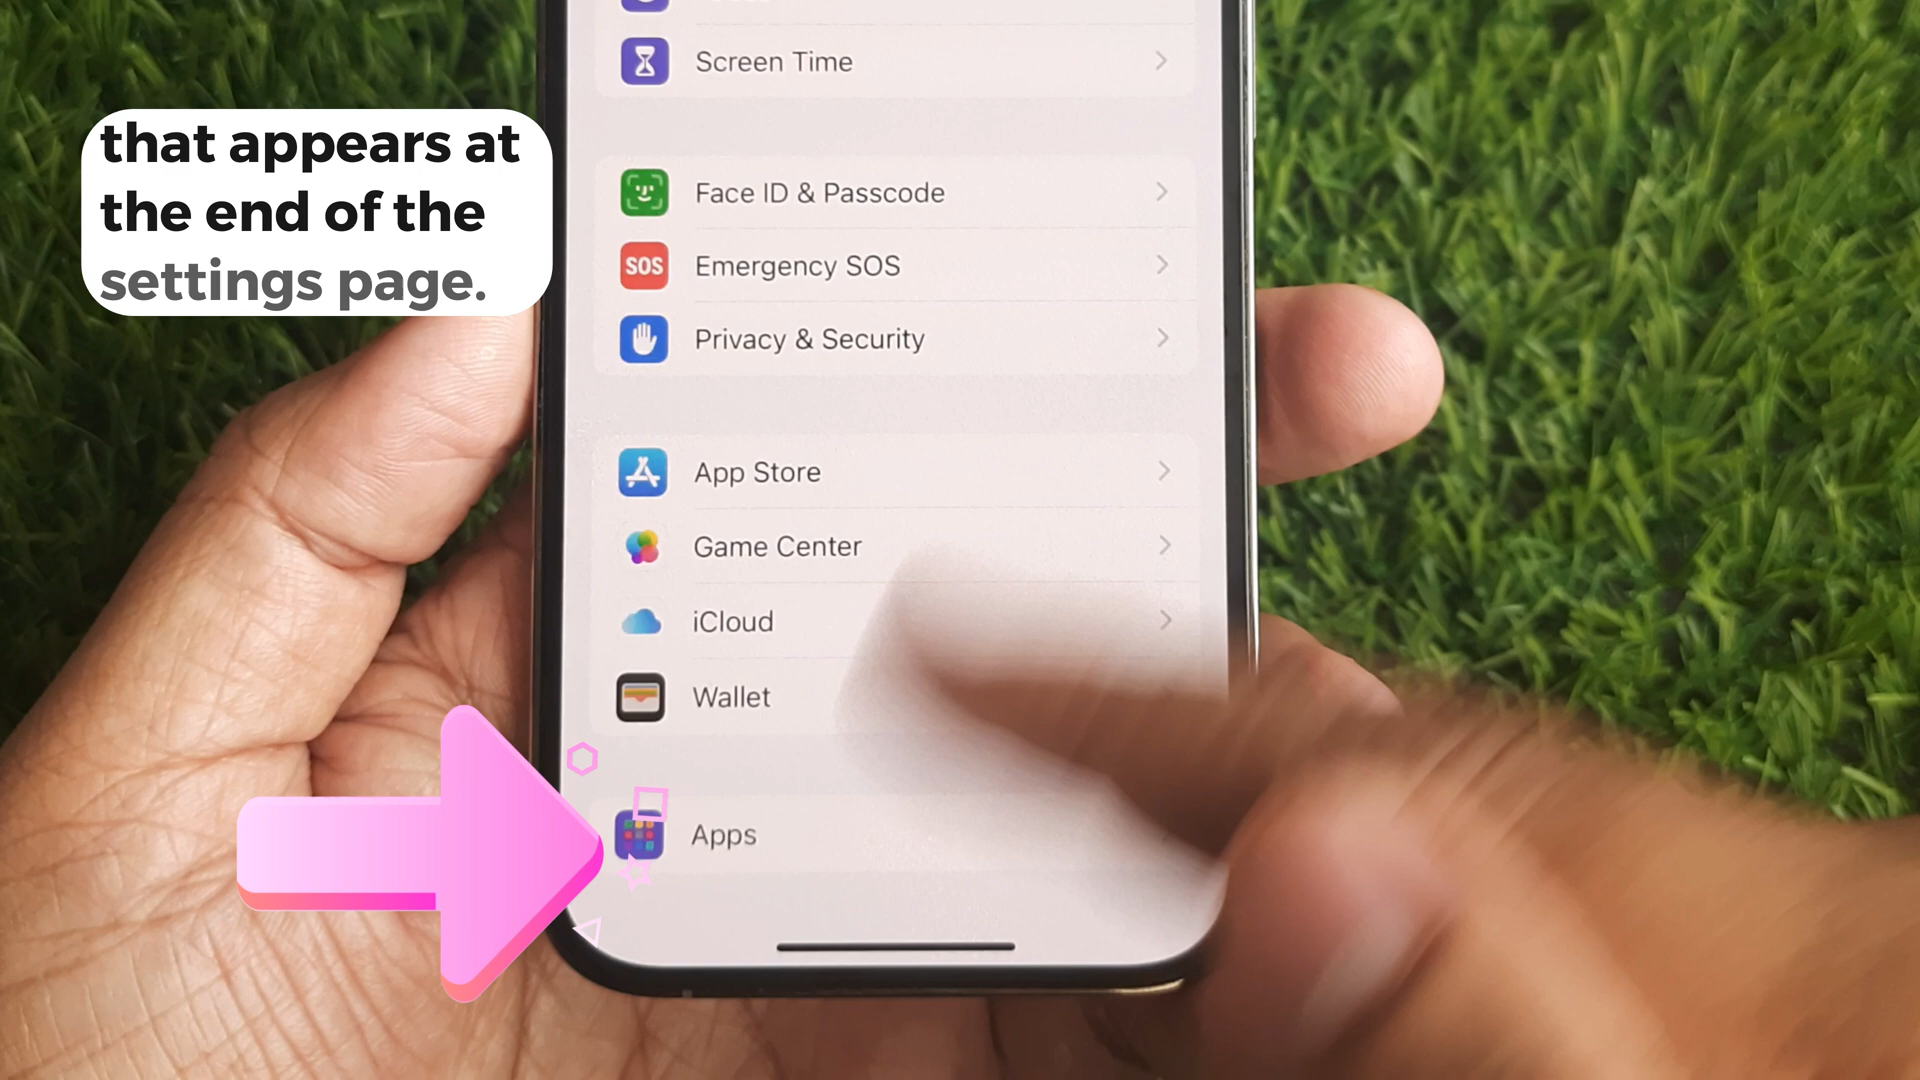 Screen Time
that appears at
the end of the
settings page.
Face ID & Passcode
SOS Emergency SOS
Privacy & Security
App Store
Game Center
iCloud
Wallet
Apps